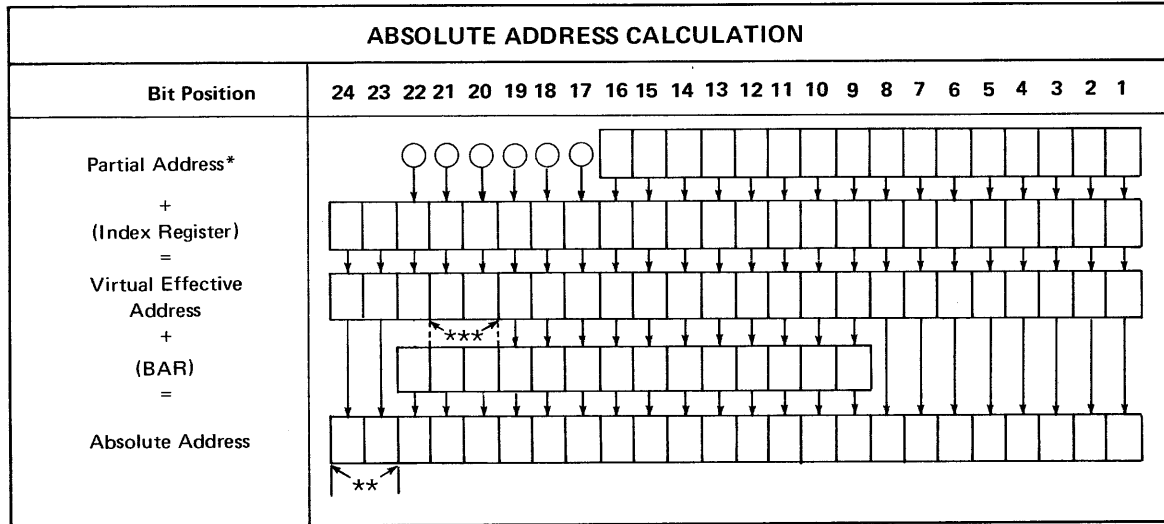 ABSOLUTE ADDRESS CALCULATION
Bit Position 24 23 22 21 20 19 18 17 16 15 14 13 12 11 10 9 8 7 6 5 4 3 2 1
Partial Address*
+
(Index Register)
=
Virtual Effective
Address
***
+
(BAR)
=
Absolute Address
**